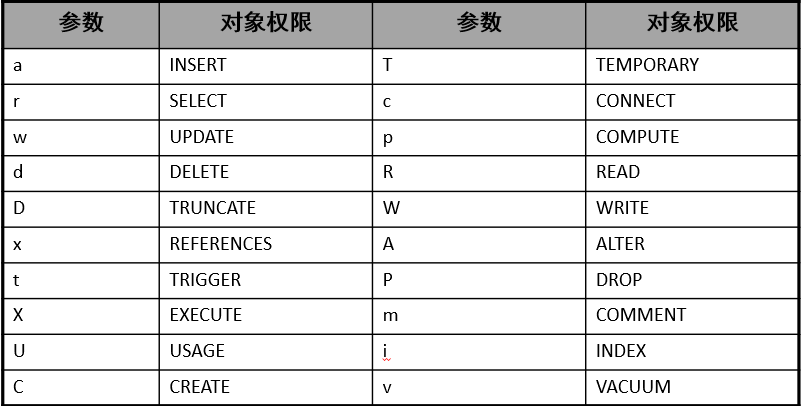 参数 对象权限 参数 对象权限
a INSERT T TEMPORARY
r SELECT c CONNECT
w UPDATE p COMPUTE
d DELETE R READ
D TRUNCATE W WRITE
x REFERENCES A ALTER
t TRIGGER P DROP
X EXECUTE m COMMENT
U USAGE i INDEX
C CREATE v VACUUM